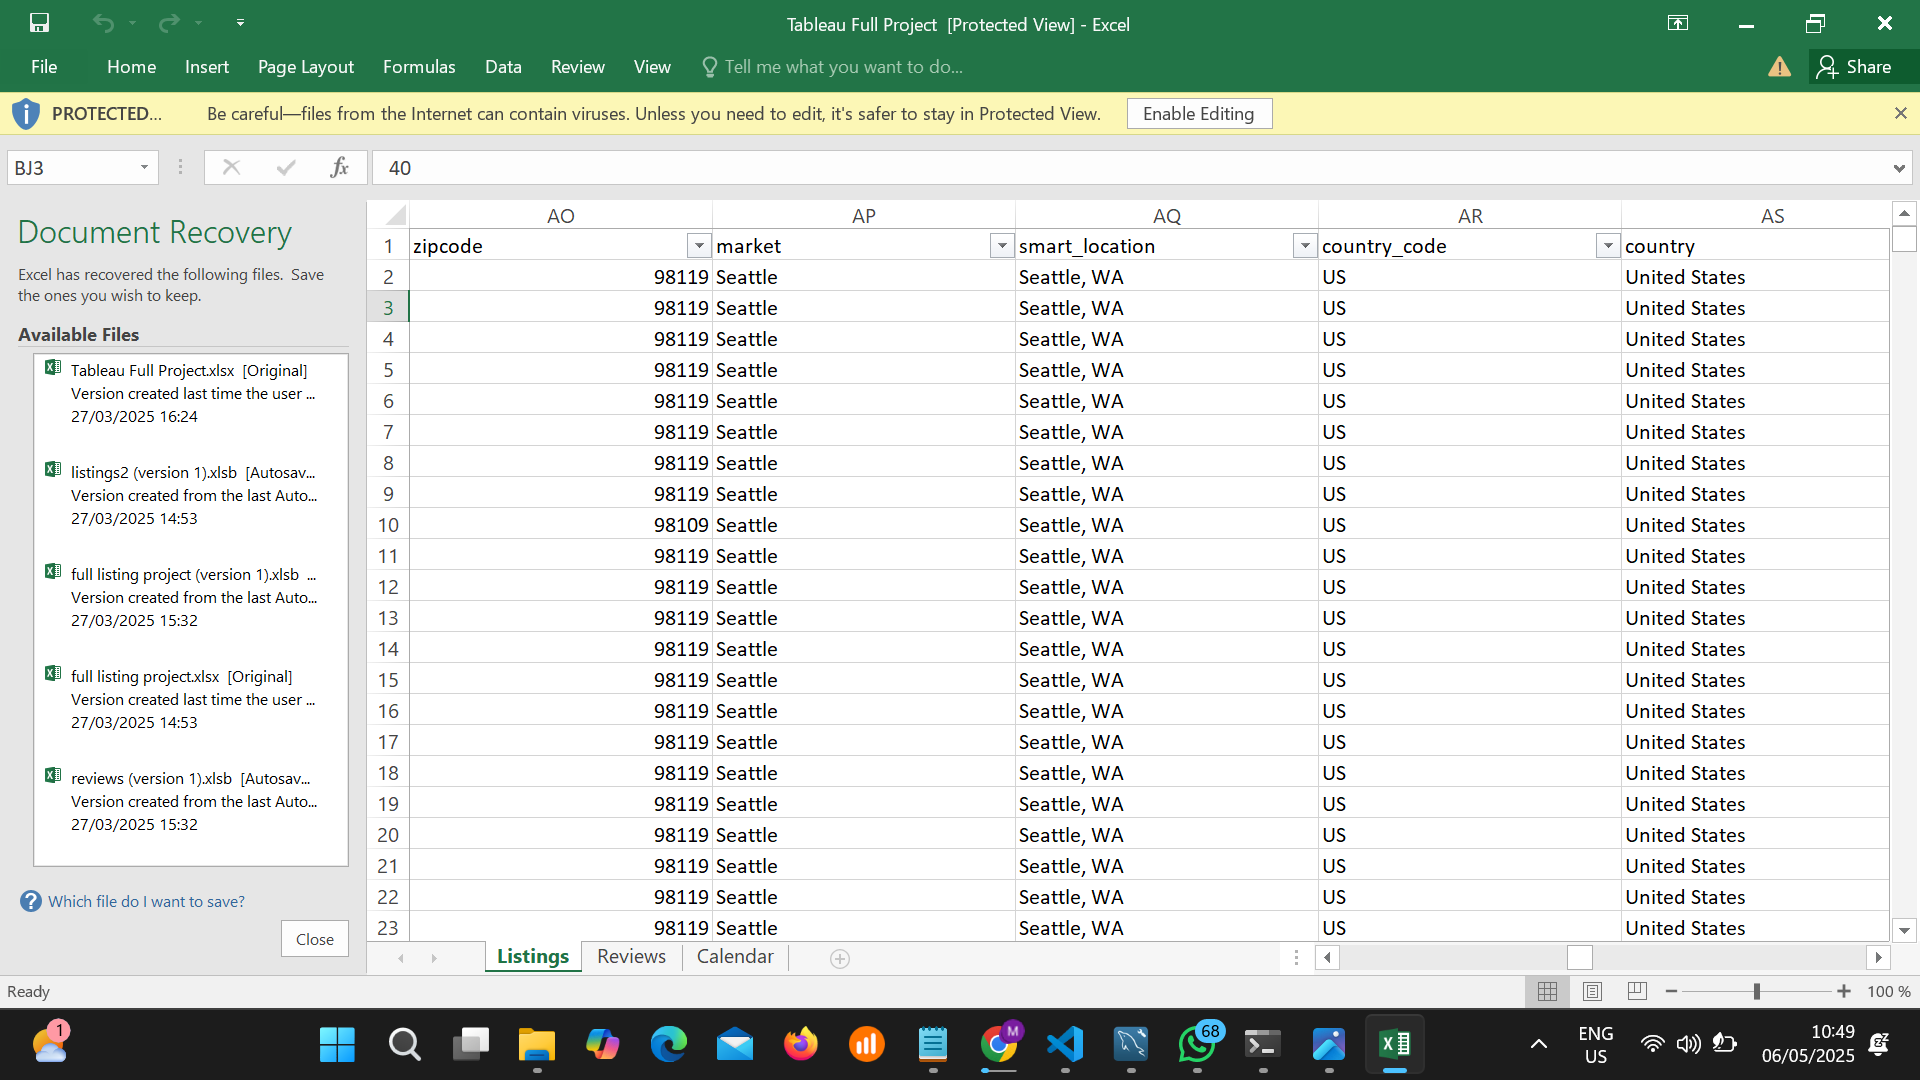 Tableau Full Project  [Protected View] - Excel
File Home Insert Page Layout Formulas Data Review View Tell me what you want to do... Share
PROTECTED... Be careful—files from the Internet can contain viruses. Unless you need to edit, it's safer to stay in Protected View. Enable Editing
BJ3 fx 40
Document Recovery
Excel has recovered the following files.  Save
the ones you wish to keep.
Available Files
Tableau Full Project.xlsx  [Original]
Version created last time the user ...
27/03/2025 16:24
listings2 (version 1).xlsb  [Autosav...
Version created from the last Auto...
27/03/2025 14:53
full listing project (version 1).xlsb  ...
Version created from the last Auto...
27/03/2025 15:32
full listing project.xlsx  [Original]
Version created last time the user ...
27/03/2025 14:53
reviews (version 1).xlsb  [Autosav...
Version created from the last Auto...
27/03/2025 15:32
Which file do I want to save?
Close
AO AP AQ AR AS
1 zipcode market smart_location country_code country
2 98119 Seattle Seattle, WA US United States
3 98119 Seattle Seattle, WA US United States
4 98119 Seattle Seattle, WA US United States
5 98119 Seattle Seattle, WA US United States
6 98119 Seattle Seattle, WA US United States
7 98119 Seattle Seattle, WA US United States
8 98119 Seattle Seattle, WA US United States
9 98119 Seattle Seattle, WA US United States
10 98109 Seattle Seattle, WA US United States
11 98119 Seattle Seattle, WA US United States
12 98119 Seattle Seattle, WA US United States
13 98119 Seattle Seattle, WA US United States
14 98119 Seattle Seattle, WA US United States
15 98119 Seattle Seattle, WA US United States
16 98119 Seattle Seattle, WA US United States
17 98119 Seattle Seattle, WA US United States
18 98119 Seattle Seattle, WA US United States
19 98119 Seattle Seattle, WA US United States
20 98119 Seattle Seattle, WA US United States
21 98119 Seattle Seattle, WA US United States
22 98119 Seattle Seattle, WA US United States
23 98119 Seattle Seattle, WA US United States
Listings Reviews Calendar
Ready 100 %
1 M 68
ENG
US
10:49
06/05/2025